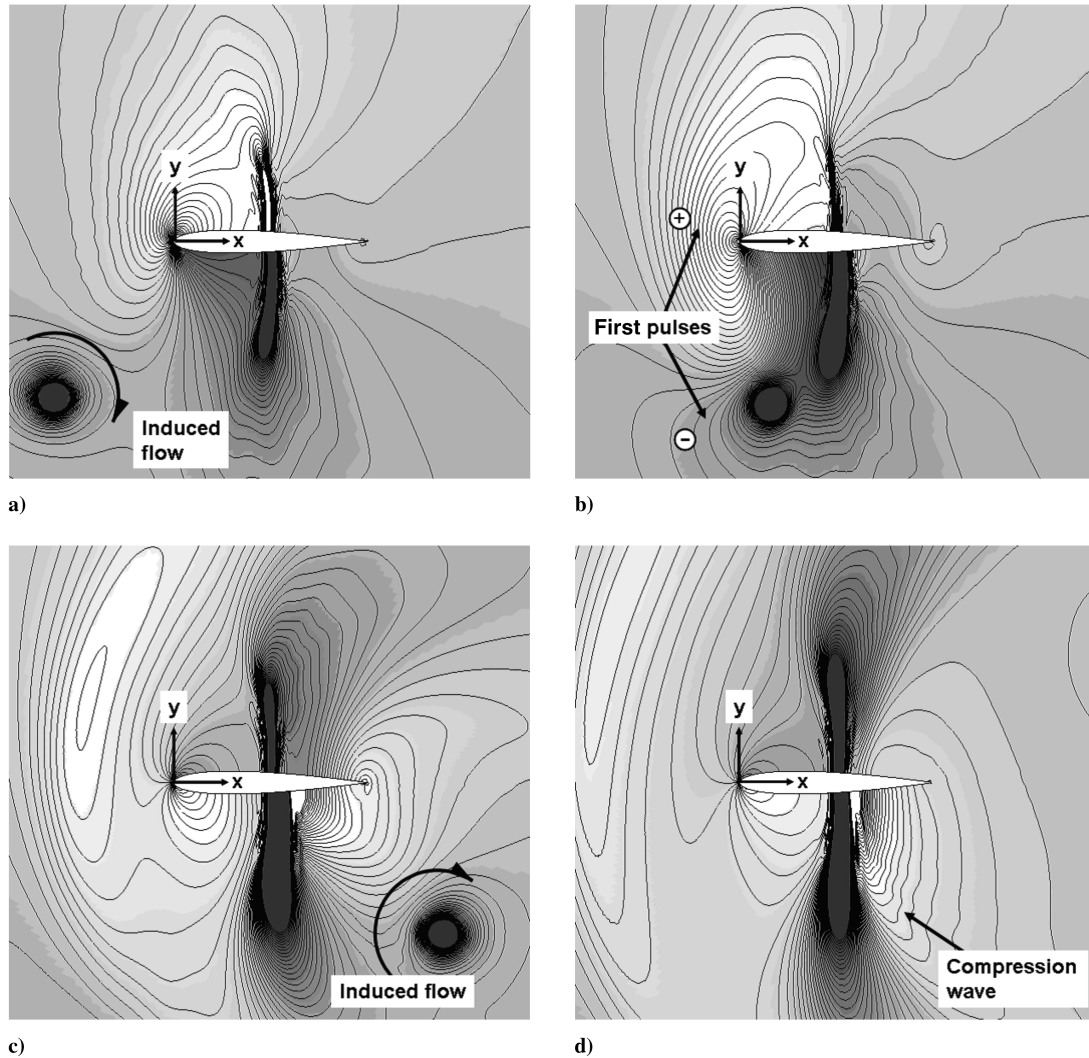 y
x
Induced
flow
a)
y
+
x
First pulses
−
b)
y
x
Induced flow
c)
y
x
Compression
wave
d)